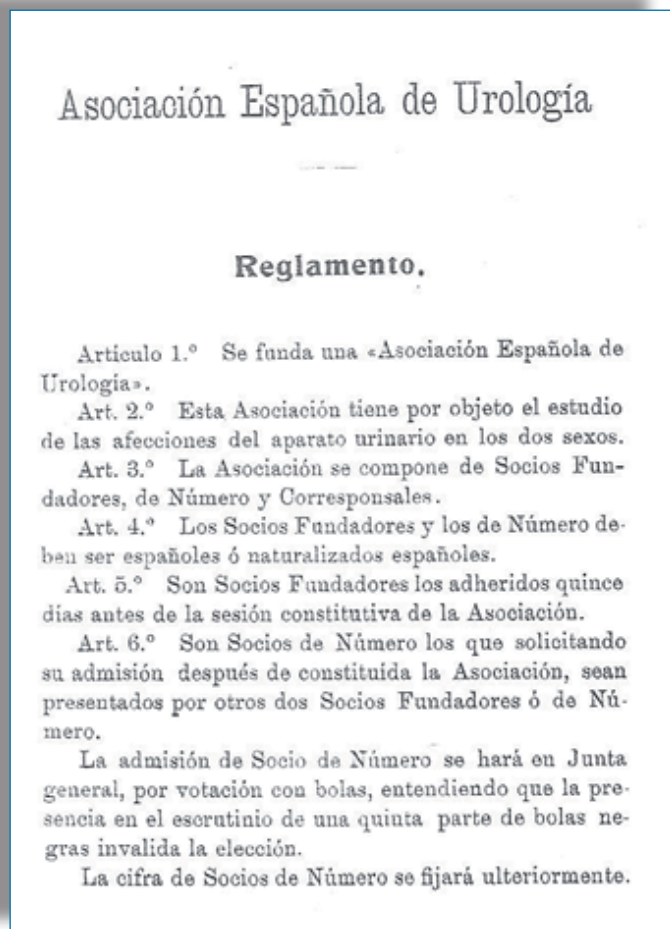 Asociación Española de Urología
Reglamento.
Artículo 1.º Se funda una «Asociación Española de
Urología».
Art. 2.º Esta Asociación tiene por objeto el estudio
de las afecciones del aparato urinario en los dos sexos.
Art. 3.º La Asociación se compone de Socios Fun-
dadores, de Número y Corresponsales.
Art. 4.º Los Socios Fundadores y los de Número de-
ben ser españoles ó naturalizados españoles.
Art. 5.º Son Socios Fundadores los adheridos quince
días antes de la sesión constitutiva de la Asociación.
Art. 6.º Son Socios de Número los que solicitando
su admisión después de constituída la Asociación, sean
presentados por otros dos Socios Fundadores ó de Nú-
mero.
La admisión de Socio de Número se hará en Junta
general, por votación con bolas, entendiendo que la pre-
sencia en el escrutinio de una quinta parte de bolas ne-
gras invalida la elección.
La cifra de Socios de Número se fijará ulteriormente.